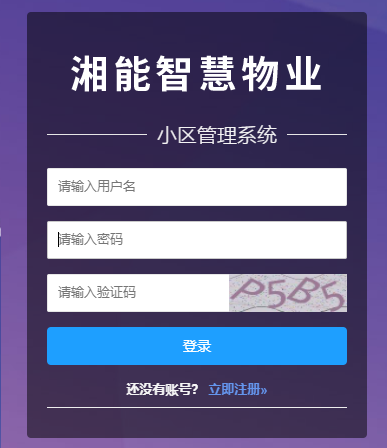 湘能智慧物业
小区管理系统
请输入用户名
请输入密码
请输入验证码
P5B5
登录
还没有账号？ 立即注册»